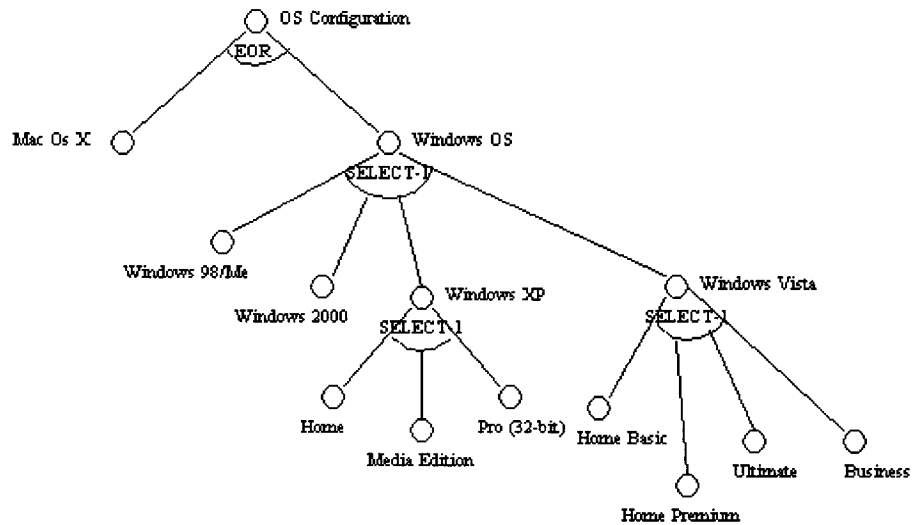 OS Configuration
EOR
Mac Os X
Windows OS
SELECT-1
Windows 98/Me
Windows 2000
Windows XP
Windows Vista
SELECT-1
SELECT-1
Home
Media Edition
Pro (32-bit)
Home Basic
Home Premium
Ultimate
Business